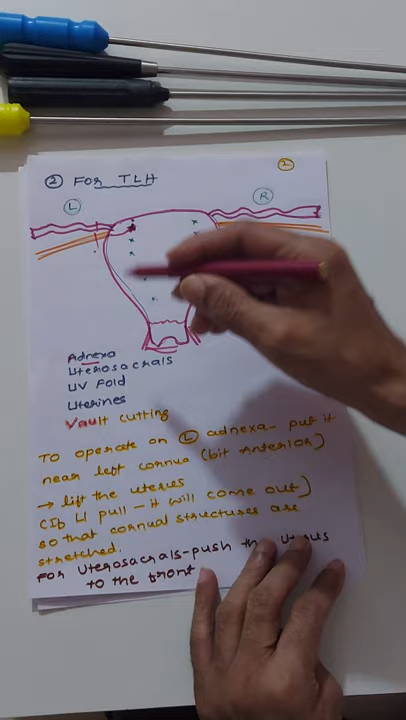 ② FOR TLH
②
L
R
Adnexa
Uterosacrals
UV Fold
Uterines
Vault cutting
TO operate on Ⓛ adnexa - put it
near left cornua (bit Anterior)
→ lift the uterus
(Ib U pull - it will come out)
so that cornual structures are
stretched.
For Uterosacrals - push the Uterus
to the front